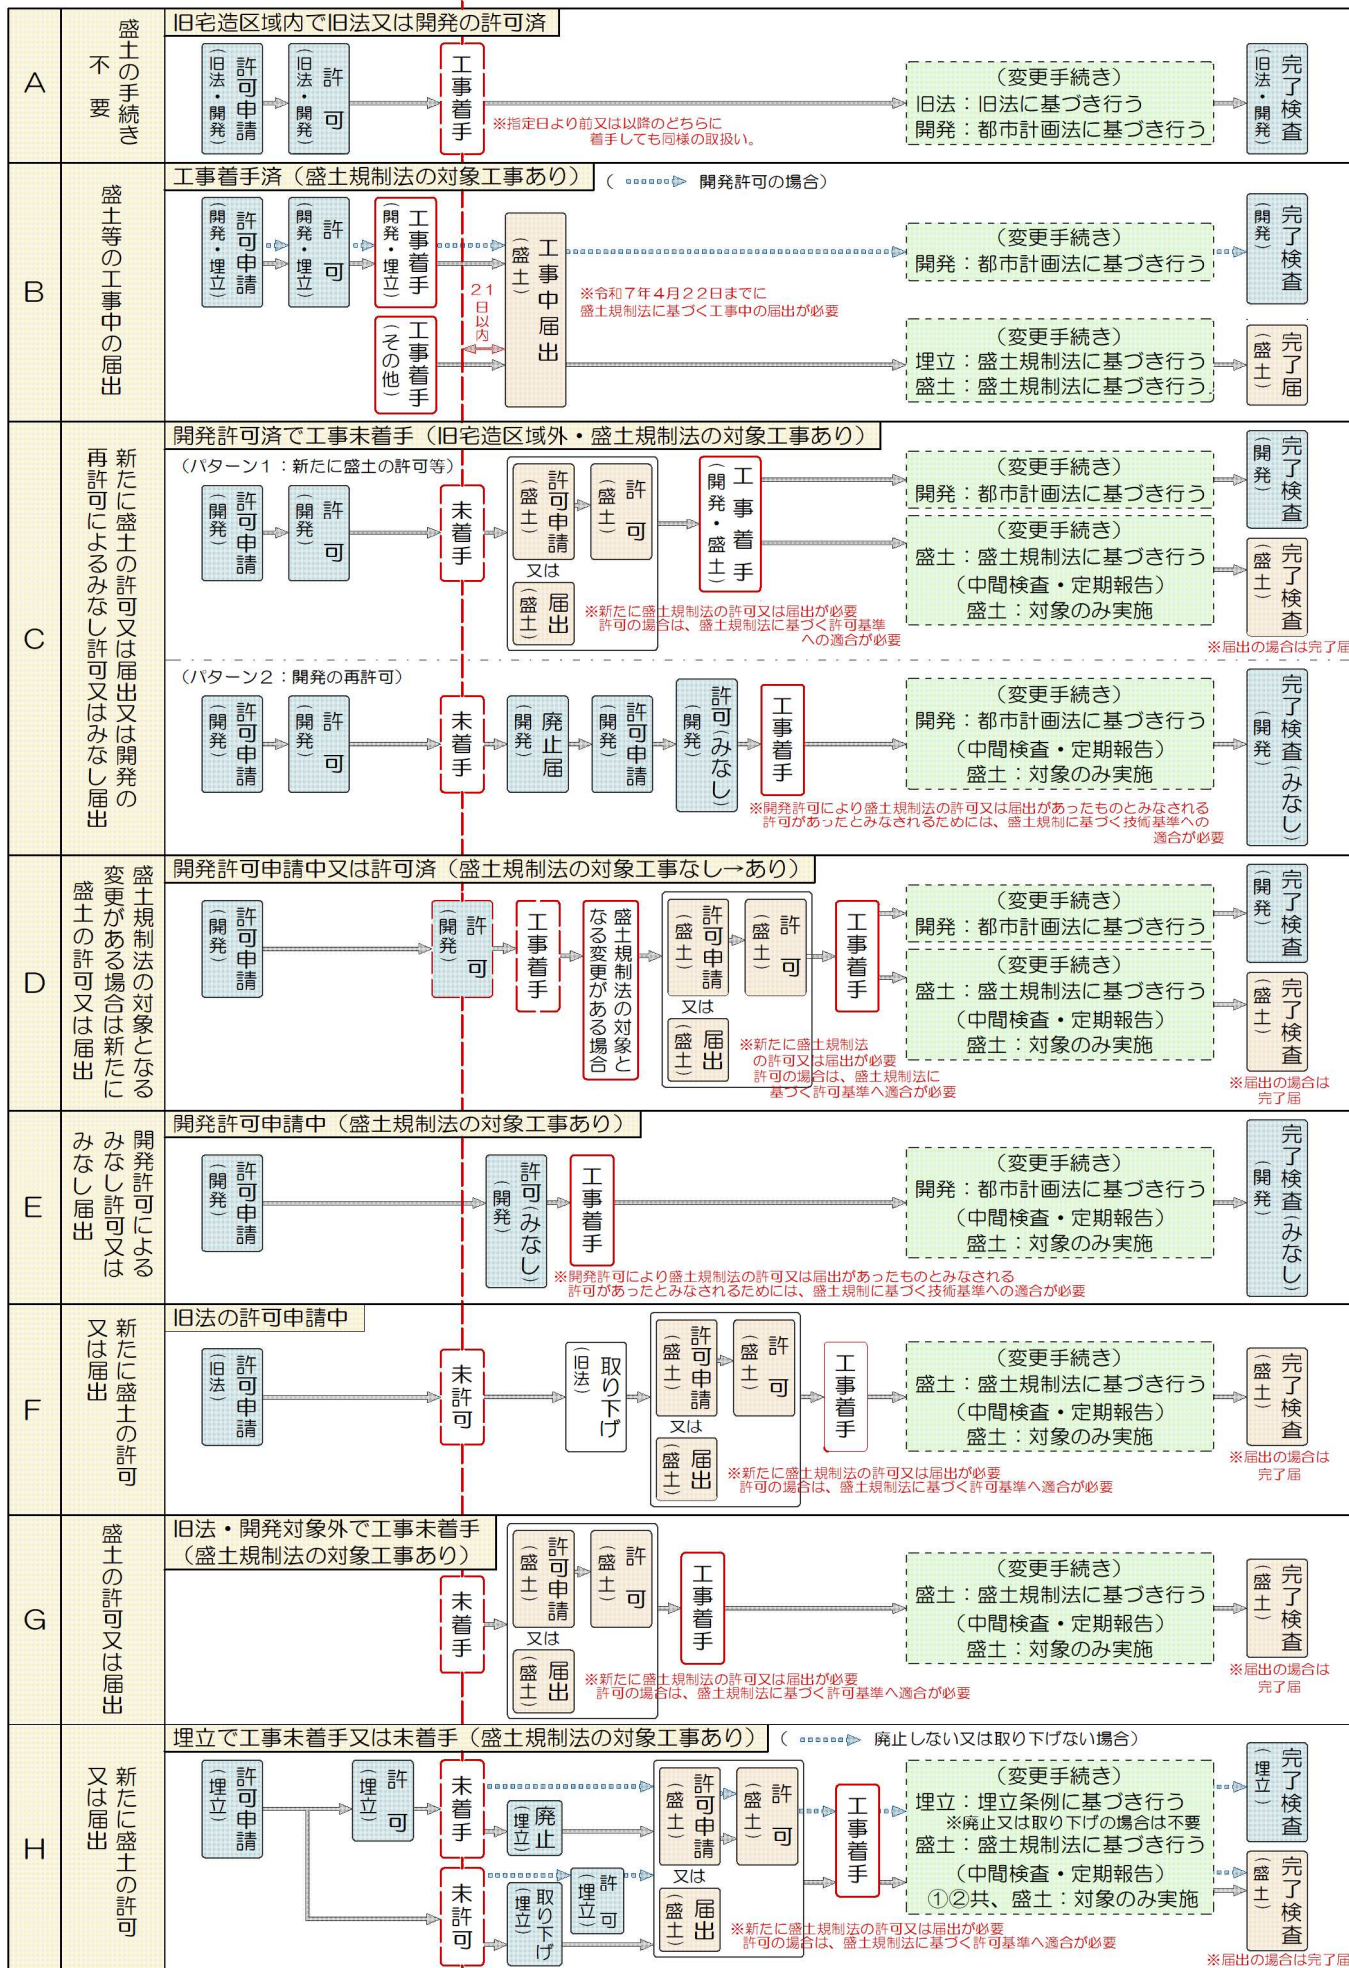 A
盛土の手続き
不要
旧宅造区域内で旧法又は開発の許可済
許可申請
（旧法・開発）
許可
（旧法・開発）
工事着手
※指定日より前又は以降のどちらに
着手しても同様の取扱い。
（変更手続き）
旧法：旧法に基づき行う
開発：都市計画法に基づき行う
完了検査
（旧法・開発）
B
盛土等の工事中の届出
工事着手済（盛土規制法の対象工事あり）
（ 開発許可の場合）
許可申請
（開発・埋立）
許可
（開発・埋立）
工事着手
（開発・埋立）
工事着手
（その他）
21日以内
工事中届出
（盛土）
※令和7年4月22日までに
盛土規制法に基づく工事中の届出が必要
（変更手続き）
開発：都市計画法に基づき行う
（変更手続き）
埋立：盛土規制法に基づき行う
盛土：盛土規制法に基づき行う
完了検査
（開発）
完了届
（盛土）
C
新たに盛土の許可又は届出又は開発の
再許可によるみなし許可又はみなし届出
開発許可済で工事未着手（旧宅造区域外・盛土規制法の対象工事あり）
（パターン1：新たに盛土の許可等）
許可申請
（開発）
許可
（開発）
未着手
許可申請
（盛土）
許可
（盛土）
又は
届出
（盛土）
工事着手
（開発・盛土）
※新たに盛土規制法の許可又は届出が必要
許可の場合は、盛土規制法に基づく許可基準
への適合が必要
（変更手続き）
開発：都市計画法に基づき行う
（変更手続き）
盛土：盛土規制法に基づき行う
（中間検査・定期報告）
盛土：対象のみ実施
完了検査
（開発）
完了検査
（盛土）
※届出の場合は完了届
（パターン2：開発の再許可）
許可申請
（開発）
許可
（開発）
未着手
廃止届
（開発）
許可申請
（開発）
許可（みなし）
（開発）
工事着手
※開発許可により盛土規制法の許可又は届出があったものとみなされる
許可があったとみなされるためには、盛土規制に基づく技術基準への
適合が必要
（変更手続き）
開発：都市計画法に基づき行う
（中間検査・定期報告）
盛土：対象のみ実施
完了検査（みなし）
（開発）
D
盛土規制法の対象となる
変更がある場合は新たに
盛土の許可又は届出
開発許可申請中又は許可済（盛土規制法の対象工事なし→あり）
許可申請
（開発）
許可
（開発）
工事着手
盛土規制法の対象と
なる変更がある場合
許可申請
（盛土）
許可
（盛土）
又は
届出
（盛土）
※新たに盛土規制法
の許可又は届出が必要
許可の場合は、盛土規制法に
基づく許可基準へ適合が必要
工事着手
（変更手続き）
開発：都市計画法に基づき行う
（変更手続き）
盛土：盛土規制法に基づき行う
（中間検査・定期報告）
盛土：対象のみ実施
完了検査
（開発）
完了検査
（盛土）
※届出の場合は
完了届
E
開発許可による
みなし許可又は
みなし届出
開発許可申請中（盛土規制法の対象工事あり）
許可申請
（開発）
許可（みなし）
（開発）
工事着手
※開発許可により盛土規制法の許可又は届出があったものとみなされる
許可があったとみなされるためには、盛土規制に基づく技術基準への適合が必要
（変更手続き）
開発：都市計画法に基づき行う
（中間検査・定期報告）
盛土：対象のみ実施
完了検査（みなし）
（開発）
F
新たに盛土の許可
又は届出
旧法の許可申請中
許可申請
（旧法）
未許可
取り下げ
（旧法）
許可申請
（盛土）
許可
（盛土）
又は
届出
（盛土）
※新たに盛土規制法の許可又は届出が必要
許可の場合は、盛土規制法に基づく許可基準へ適合が必要
工事着手
（変更手続き）
盛土：盛土規制法に基づき行う
（中間検査・定期報告）
盛土：対象のみ実施
完了検査
（盛土）
※届出の場合は
完了届
G
盛土の許可又は届出
旧法・開発対象外で工事未着手
（盛土規制法の対象工事あり）
未着手
許可申請
（盛土）
許可
（盛土）
又は
届出
（盛土）
※新たに盛土規制法の許可又は届出が必要
許可の場合は、盛土規制法に基づく許可基準へ適合が必要
工事着手
（変更手続き）
盛土：盛土規制法に基づき行う
（中間検査・定期報告）
盛土：対象のみ実施
完了検査
（盛土）
※届出の場合は
完了届
H
新たに盛土の許可
又は届出
埋立で工事未着手又は未着手（盛土規制法の対象工事あり）
（ 廃止しない又は取り下げない場合）
許可申請
（埋立）
許可
（埋立）
未着手
廃止
（埋立）
未許可
取り下げ
（埋立）
許可
（埋立）
許可申請
（盛土）
許可
（盛土）
又は
届出
（盛土）
※新たに盛土規制法の許可又は届出が必要
許可の場合は、盛土規制法に基づく許可基準へ適合が必要
工事着手
（変更手続き）
埋立：埋立条例に基づき行う
※廃止又は取り下げの場合は不要
盛土：盛土規制法に基づき行う
（中間検査・定期報告）
①②共、盛土：対象のみ実施
完了検査
（埋立）
完了検査
（盛土）
※届出の場合は完了届